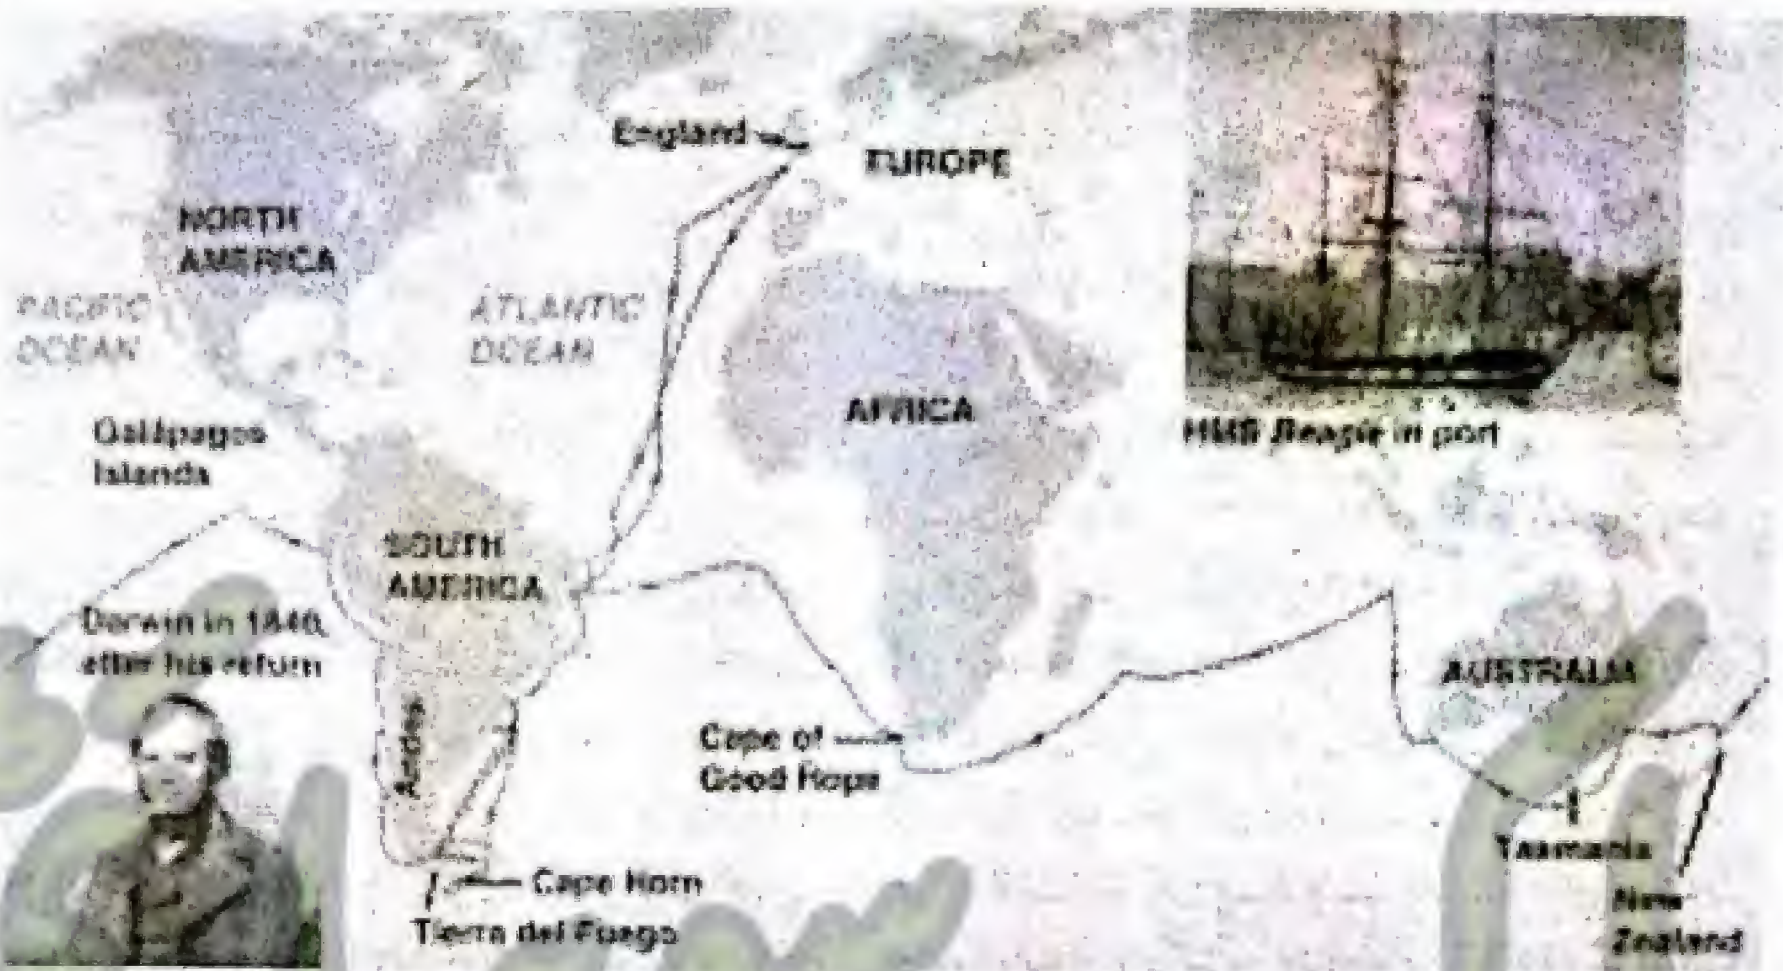 England
EUROPE
NORTH
AMERICA
PACIFIC
OCEAN
ATLANTIC
OCEAN
AFRICA
HMS Beagle in port
Galápagos
Islands
SOUTH
AMERICA
Darwin in 1840,
after his return
AUSTRALIA
Andes
Cape of
Good Hope
Tasmania
Cape Horn
Tierra del Fuego
New
Zealand